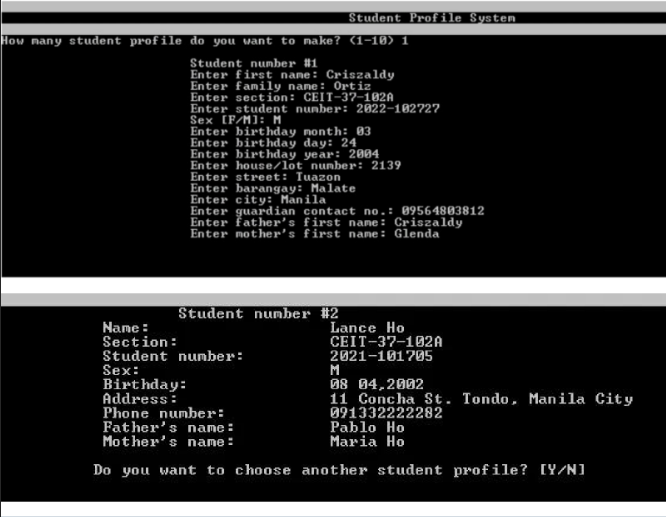 Student Profile System
How many student profile do you want to make? (1-10) 1
Student number #1
Enter first name: Criszaldy
Enter family name: Ortiz
Enter section: CEIT-37-102A
Enter student number: 2022-102727
Sex [F/M]: M
Enter birthday month: 03
Enter birthday day: 24
Enter birthday year: 2004
Enter house/lot number: 2139
Enter street: Tuazon
Enter barangay: Malate
Enter city: Manila
Enter guardian contact no.: 09564803812
Enter father's first name: Criszaldy
Enter mother's first name: Glenda
Student number #2
Name: Lance Ho
Section: CEIT-37-102A
Student number: 2021-101705
Sex: M
Birthday: 08 04,2002
Address: 11 Concha St. Tondo, Manila City
Phone number: 091332222282
Father's name: Pablo Ho
Mother's name: Maria Ho
Do you want to choose another student profile? [Y/N]